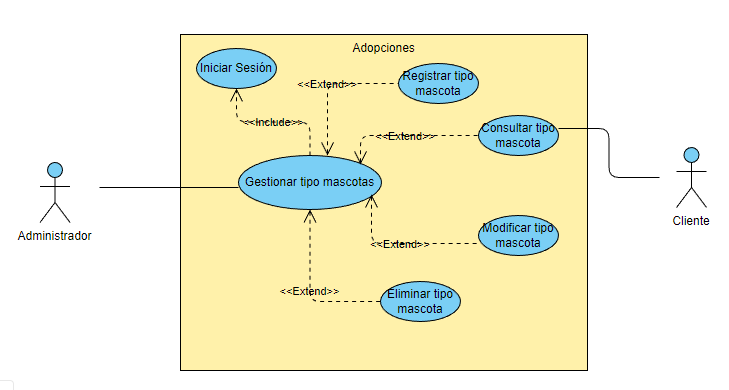 Adopciones
Iniciar Sesión
<<Extend>>
Registrar tipo
mascota
<<Include>>
<<Extend>>
Consultar tipo
mascota
Gestionar tipo mascotas
Administrador
Cliente
<<Extend>>
Modificar tipo
mascota
<<Extend>>
Eliminar tipo
mascota